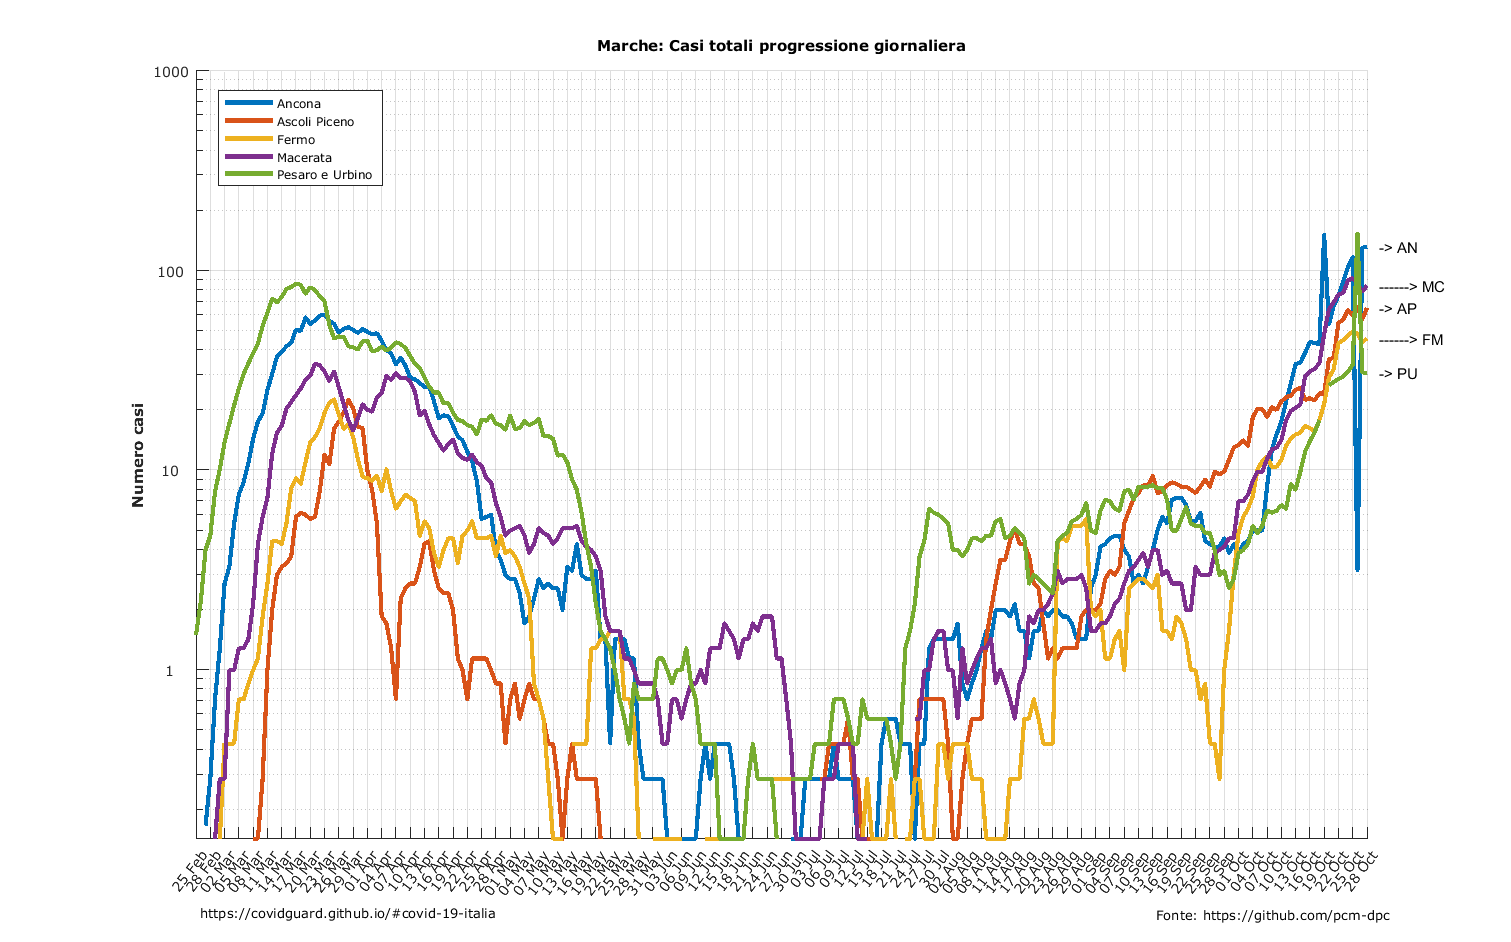 Marche: Casi totali progressione giornaliera
1000
100
10
1
Numero casi
Ancona
Ascoli Piceno
Fermo
Macerata
Pesaro e Urbino
-> AN
------> MC
-> AP
------> FM
-> PU
25 Feb
28 Feb
02 Mar
05 Mar
08 Mar
11 Mar
14 Mar
17 Mar
20 Mar
23 Mar
26 Mar
29 Mar
01 Apr
04 Apr
07 Apr
10 Apr
13 Apr
16 Apr
19 Apr
22 Apr
25 Apr
28 Apr
01 May
04 May
07 May
10 May
13 May
16 May
19 May
22 May
25 May
28 May
31 May
03 Jun
06 Jun
09 Jun
12 Jun
15 Jun
18 Jun
21 Jun
24 Jun
27 Jun
30 Jun
03 Jul
06 Jul
09 Jul
12 Jul
15 Jul
18 Jul
21 Jul
24 Jul
27 Jul
30 Jul
02 Aug
05 Aug
08 Aug
11 Aug
14 Aug
17 Aug
20 Aug
23 Aug
26 Aug
29 Aug
01 Sep
04 Sep
07 Sep
10 Sep
13 Sep
16 Sep
19 Sep
22 Sep
25 Sep
28 Sep
01 Oct
04 Oct
07 Oct
10 Oct
13 Oct
16 Oct
19 Oct
22 Oct
25 Oct
28 Oct
https://covidguard.github.io/#covid-19-italia
Fonte: https://github.com/pcm-dpc